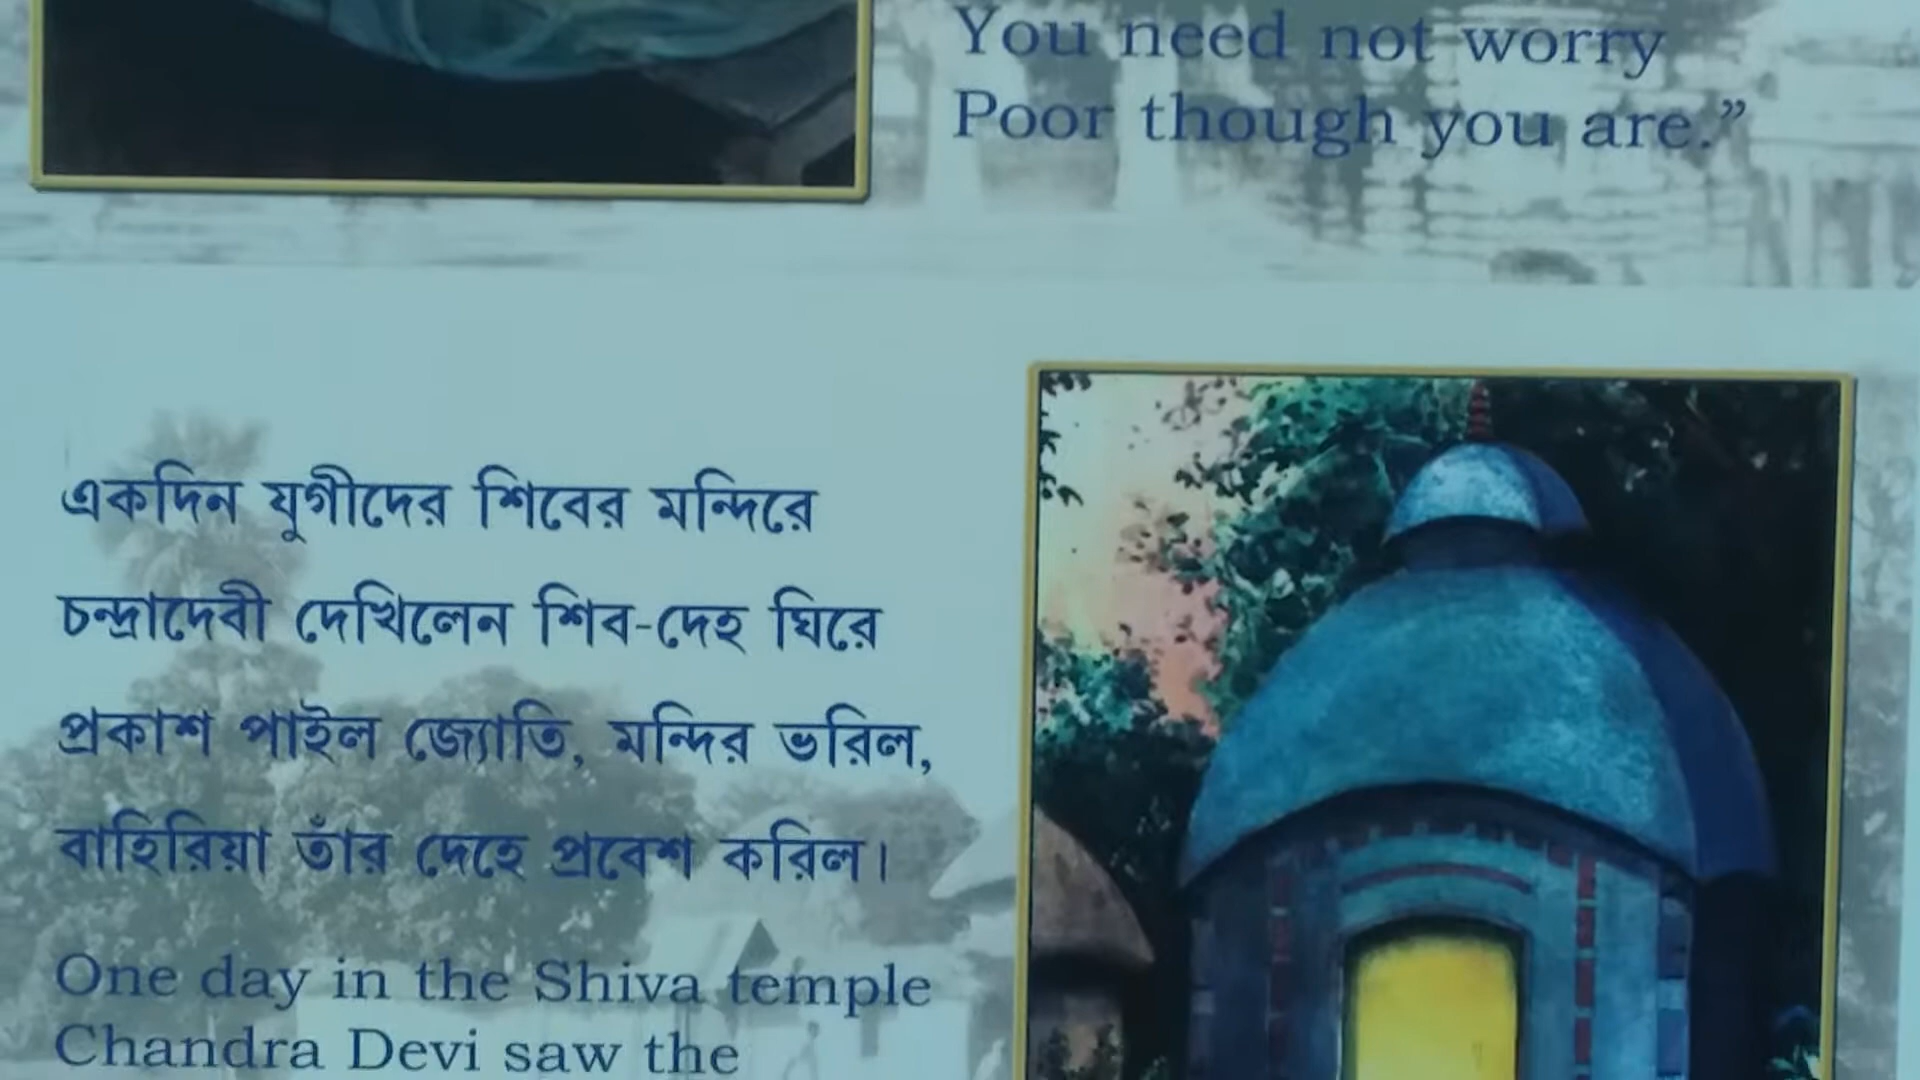 You need not worry
Poor though you are.”
একদিন যুগীদের শিবের মন্দিরে
চন্দ্রাদেবী দেখিলেন শিব-দেহ ঘিরে
প্রকাশ পাইল জ্যোতি, মন্দির ভরিল,
বাহিরিয়া তাঁর দেহে প্রবেশ করিল।
One day in the Shiva temple
Chandra Devi saw the